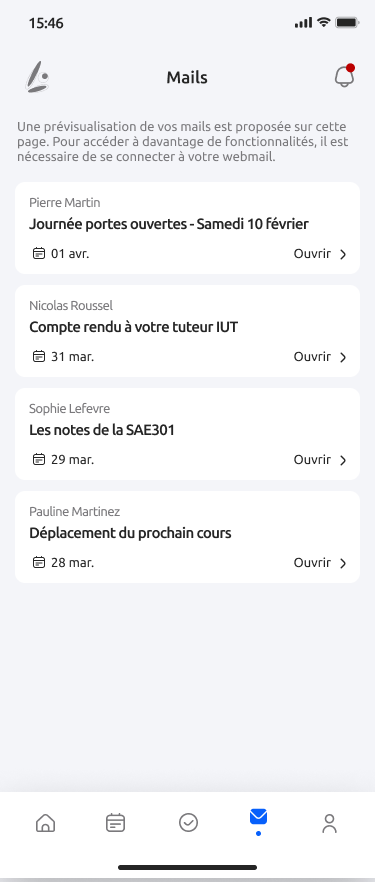 15:46
Mails
Une prévisualisation de vos mails est proposée sur cette
page. Pour accéder à davantage de fonctionnalités, il est
nécessaire de se connecter à votre webmail.
Pierre Martin
Journée portes ouvertes - Samedi 10 février
01 avr.
Ouvrir
Nicolas Roussel
Compte rendu à votre tuteur IUT
31 mar.
Ouvrir
Sophie Lefevre
Les notes de la SAE301
29 mar.
Ouvrir
Pauline Martinez
Déplacement du prochain cours
28 mar.
Ouvrir